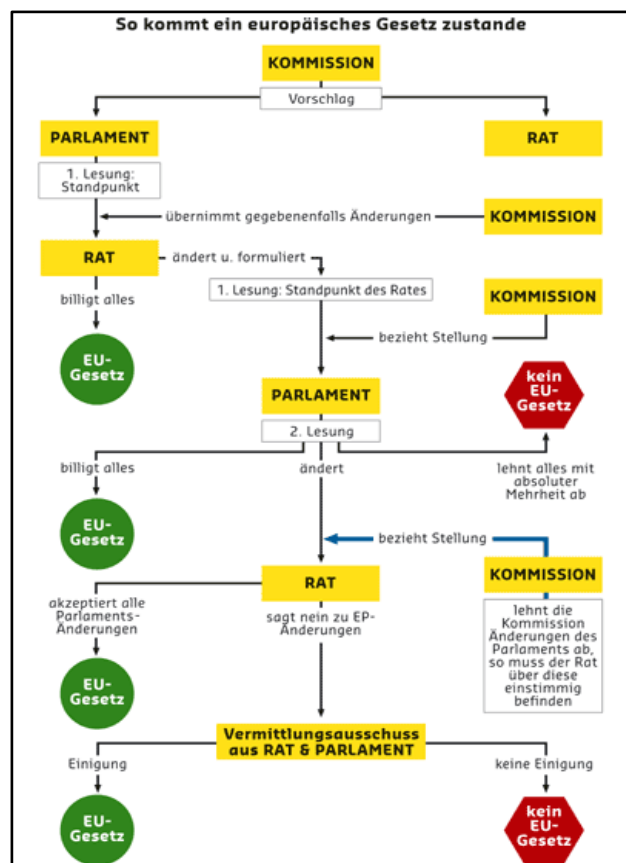 So kommt ein europäisches Gesetz zustande
KOMMISSION
Vorschlag
PARLAMENT
RAT
1. Lesung:
Standpunkt
übernimmt gegebenenfalls Änderungen
KOMMISSION
RAT
ändert u. formuliert
billigt alles
1. Lesung: Standpunkt des Rates
KOMMISSION
EU-
Gesetz
bezieht Stellung
kein
EU-
Gesetz
PARLAMENT
2. Lesung
billigt alles
ändert
lehnt alles mit
absoluter
Mehrheit ab
EU-
Gesetz
bezieht Stellung
RAT
KOMMISSION
akzeptiert alle
Parlaments-
Änderungen
sagt nein zu EP-
Änderungen
lehnt die
Kommission
Änderungen des
Parlaments ab,
so muss der Rat
über diese
einstimmig
befinden
EU-
Gesetz
Vermittlungsausschuss
aus RAT & PARLAMENT
Einigung
keine Einigung
EU-
Gesetz
kein
EU-
Gesetz